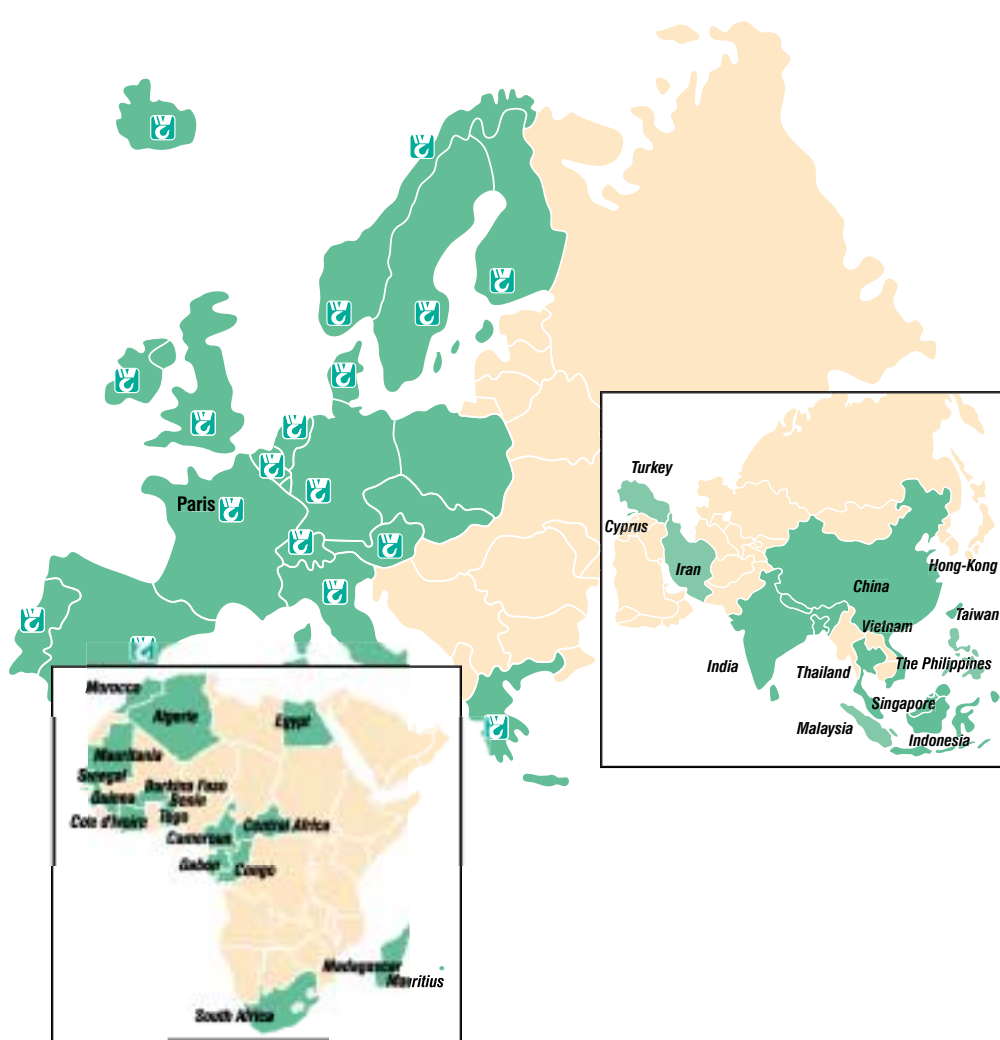 Paris
Turkey
Cyprus
Iran
China
Hong-Kong
Taiwan
Vietnam
India
Thailand
The Philippines
Singapore
Malaysia
Indonesia
Morocco
Algerie
Egypt
Mauritania
Senegal
Burkina Faso
Guinea
Benin
Cote d'Ivoire
Togo
Central Africa
Cameroun
Gabon
Congo
Madagascar
Mauritius
South Africa